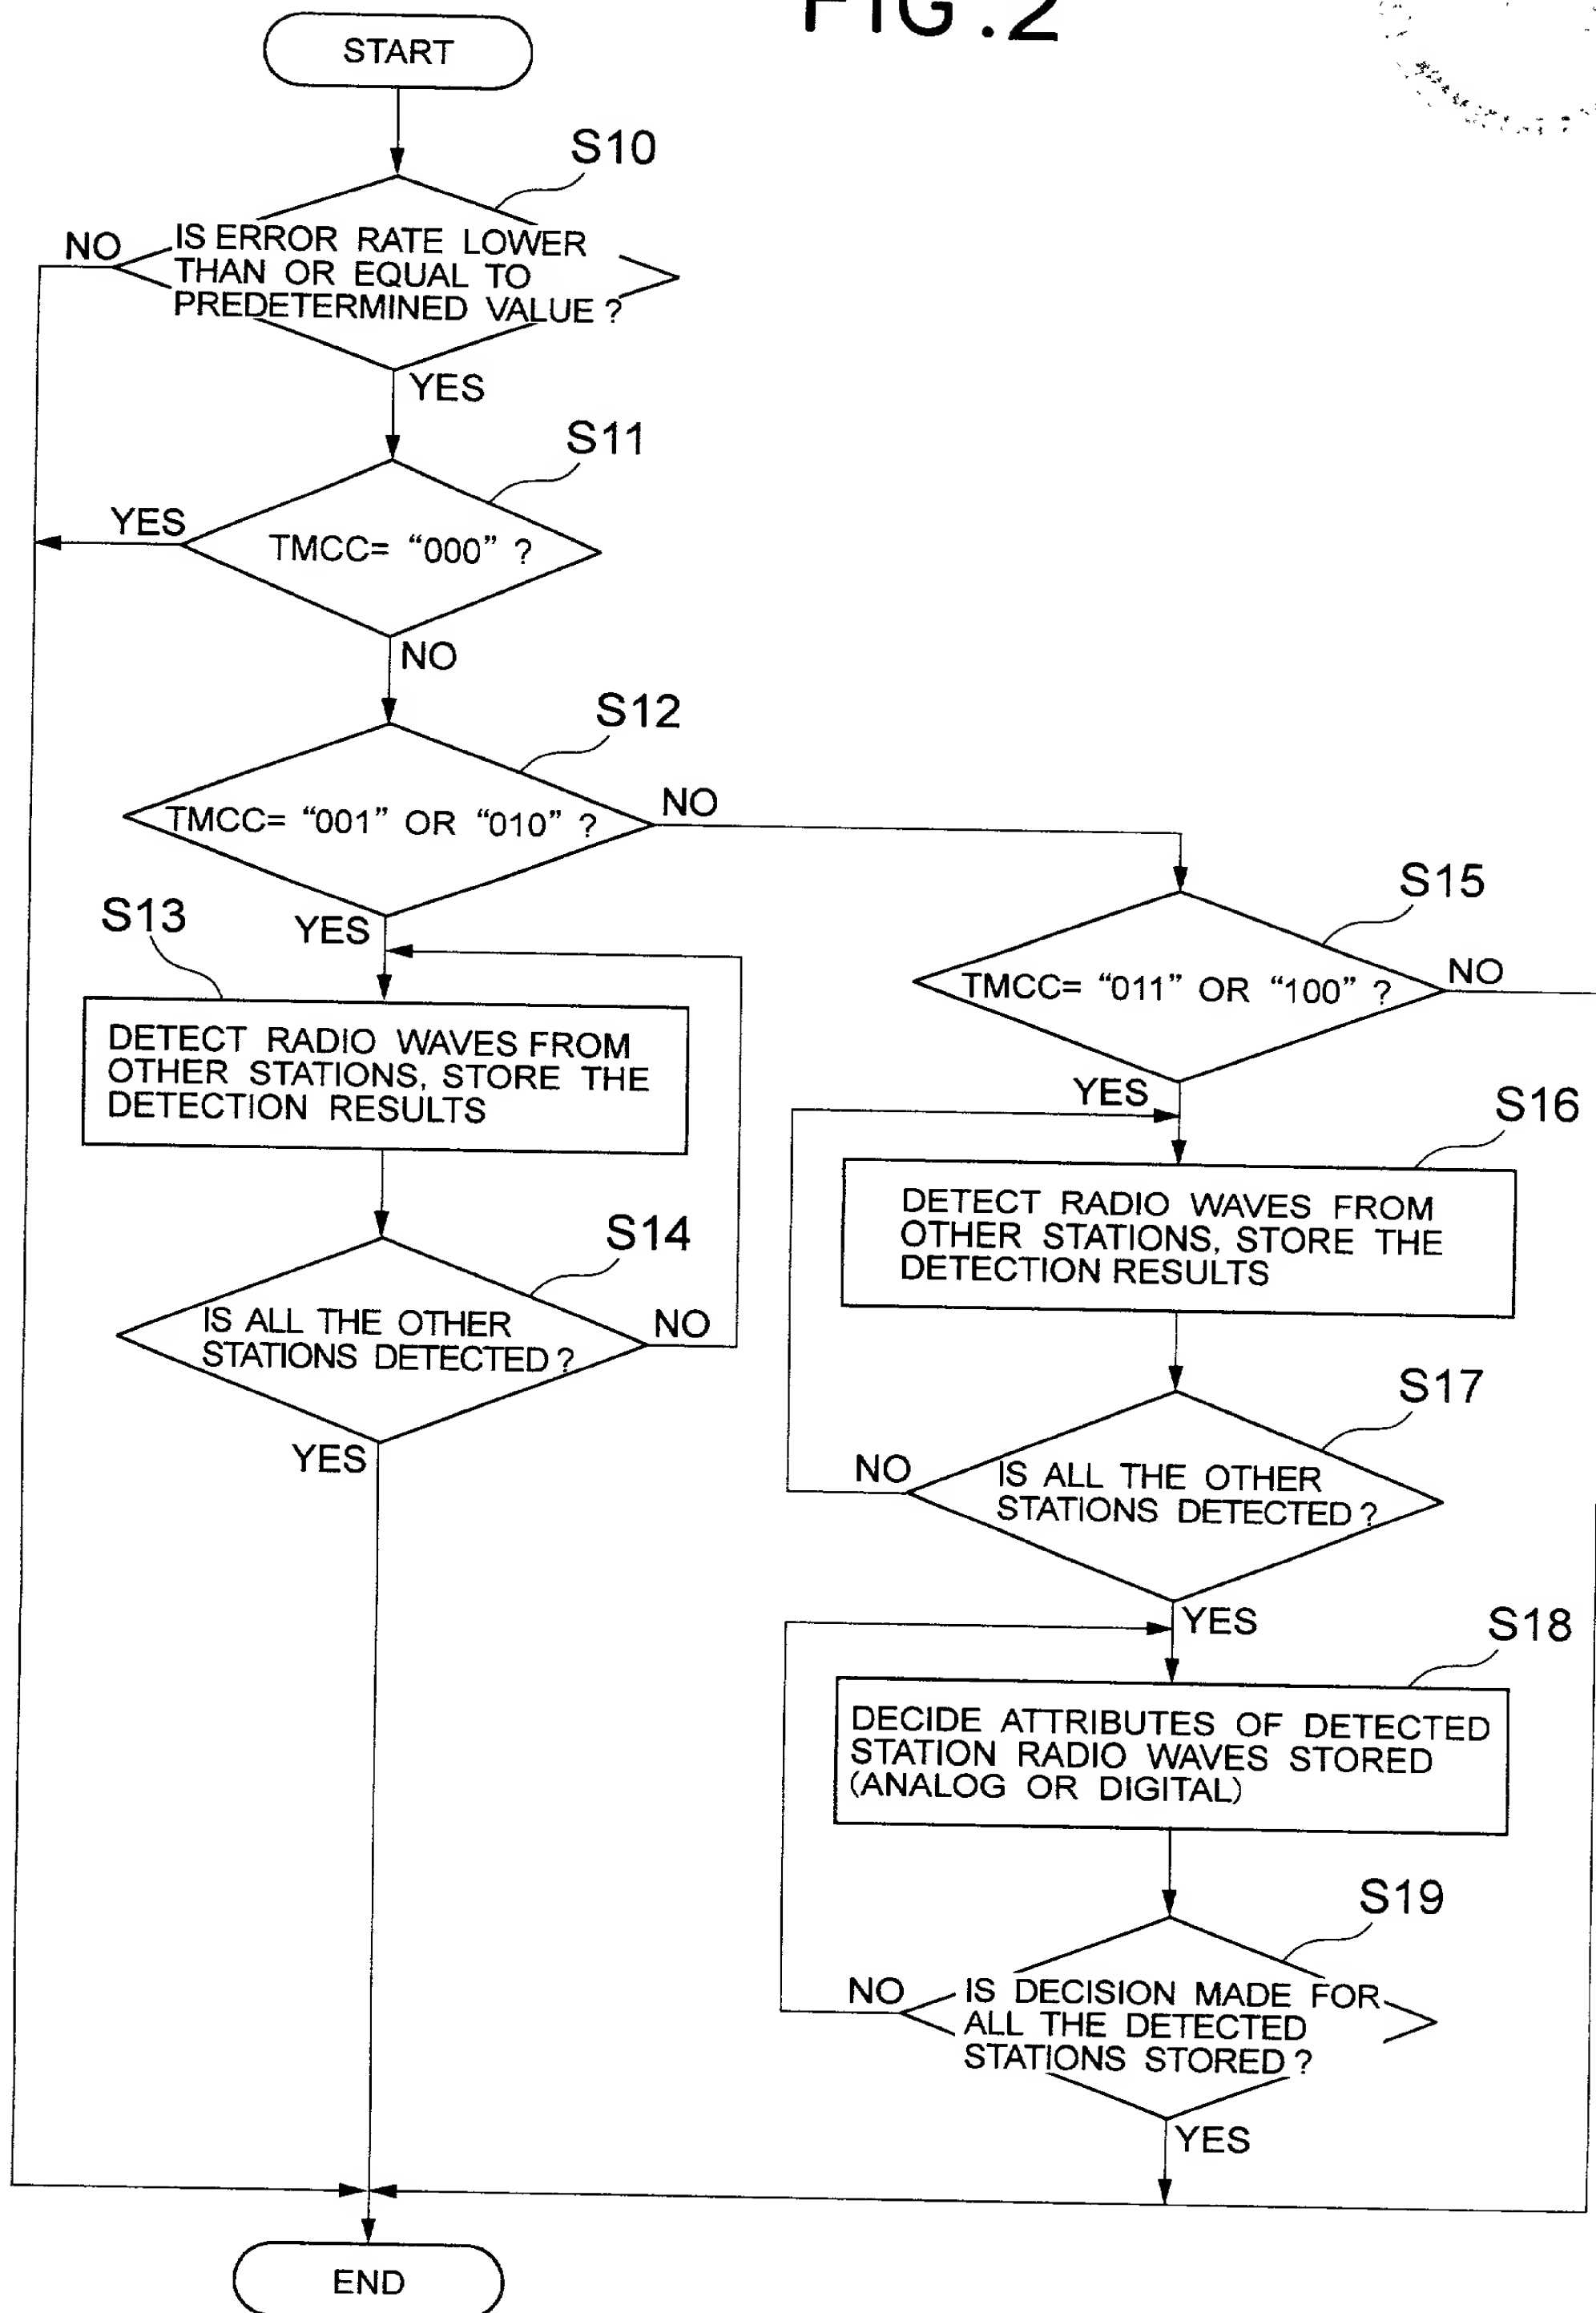 FIG.2
START
S10
NO
IS ERROR RATE LOWER
THAN OR EQUAL TO
PREDETERMINED VALUE ?
YES
S11
YES
TMCC= “000” ?
NO
S12
TMCC= “001” OR “010” ?
NO
YES
S13
DETECT RADIO WAVES FROM
OTHER STATIONS, STORE THE
DETECTION RESULTS
S14
IS ALL THE OTHER
STATIONS DETECTED ?
NO
YES
S15
TMCC= “011” OR “100” ?
NO
YES
S16
DETECT RADIO WAVES FROM
OTHER STATIONS, STORE THE
DETECTION RESULTS
S17
NO
IS ALL THE OTHER
STATIONS DETECTED ?
YES
S18
DECIDE ATTRIBUTES OF DETECTED
STATION RADIO WAVES STORED
(ANALOG OR DIGITAL)
S19
NO
IS DECISION MADE FOR
ALL THE DETECTED
STATIONS STORED ?
YES
END